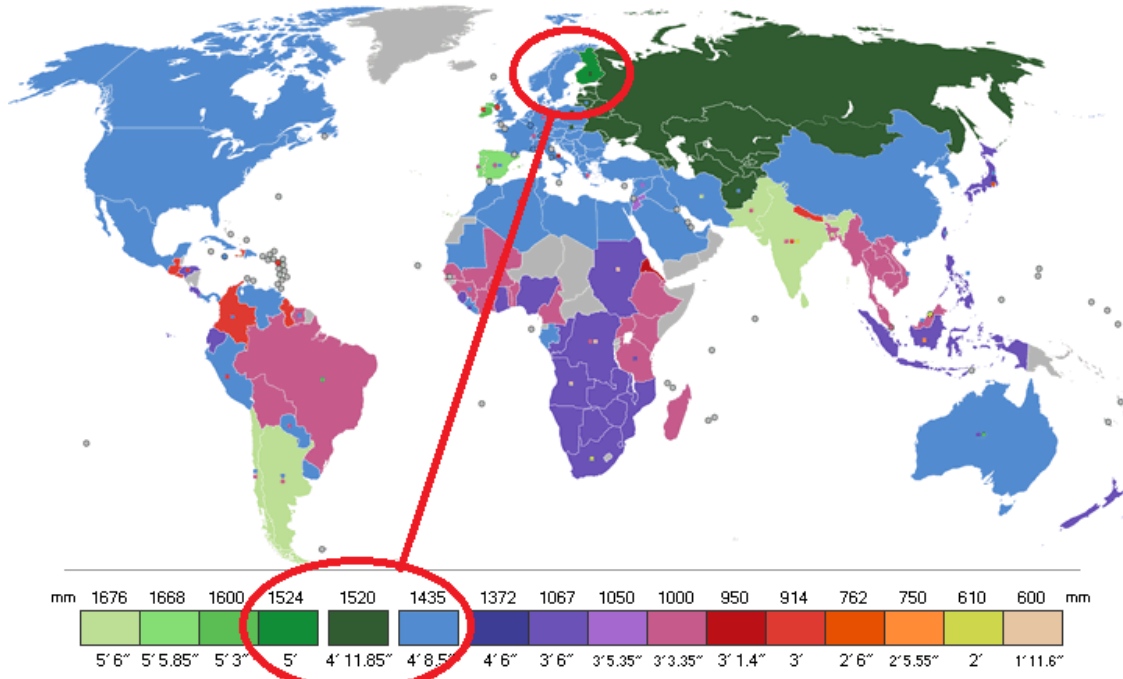 mm 1676 1668 1600 1524 1520 1435 1372 1067 1050 1000 950 914 762 750 610 600 mm
5′ 6″ 5′ 5.85″ 5′ 3″ 5′ 4′ 11.85″ 4′ 8.5″ 4′ 6″ 3′ 6″ 3′5.35″ 3′3.35″ 3′ 1.4″ 3′ 2′ 6″ 2′5.55″ 2′ 1′11.6″